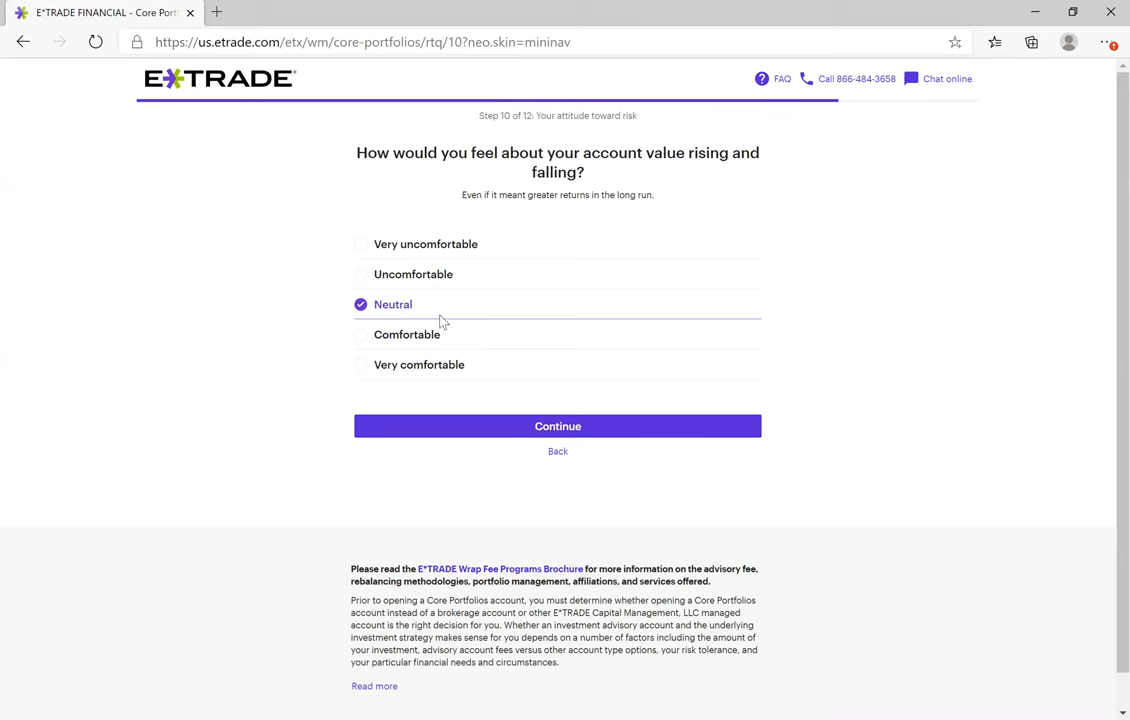 E*TRADE FINANCIAL - Core Portf
https://us.etrade.com/etx/wm/core-portfolios/rtq/10?neo.skin=mininav
E*TRADE®
FAQ
Call 866-484-3658
Chat online
Step 10 of 12: Your attitude toward risk
How would you feel about your account value rising and
falling?
Even if it meant greater returns in the long run.
Very uncomfortable
Uncomfortable
Neutral
Comfortable
Very comfortable
Continue
Back
Please read the E*TRADE Wrap Fee Programs Brochure for more information on the advisory fee,
rebalancing methodologies, portfolio management, affiliations, and services offered.
Prior to opening a Core Portfolios account, you must determine whether opening a Core Portfolios
account instead of a brokerage account or other E*TRADE Capital Management, LLC managed
account is the right decision for you. Whether an investment advisory account and the underlying
investment strategy makes sense for you depends on a number of factors including the amount of
your investment, advisory account fees versus other account type options, your risk tolerance, and
your particular financial needs and circumstances.
Read more